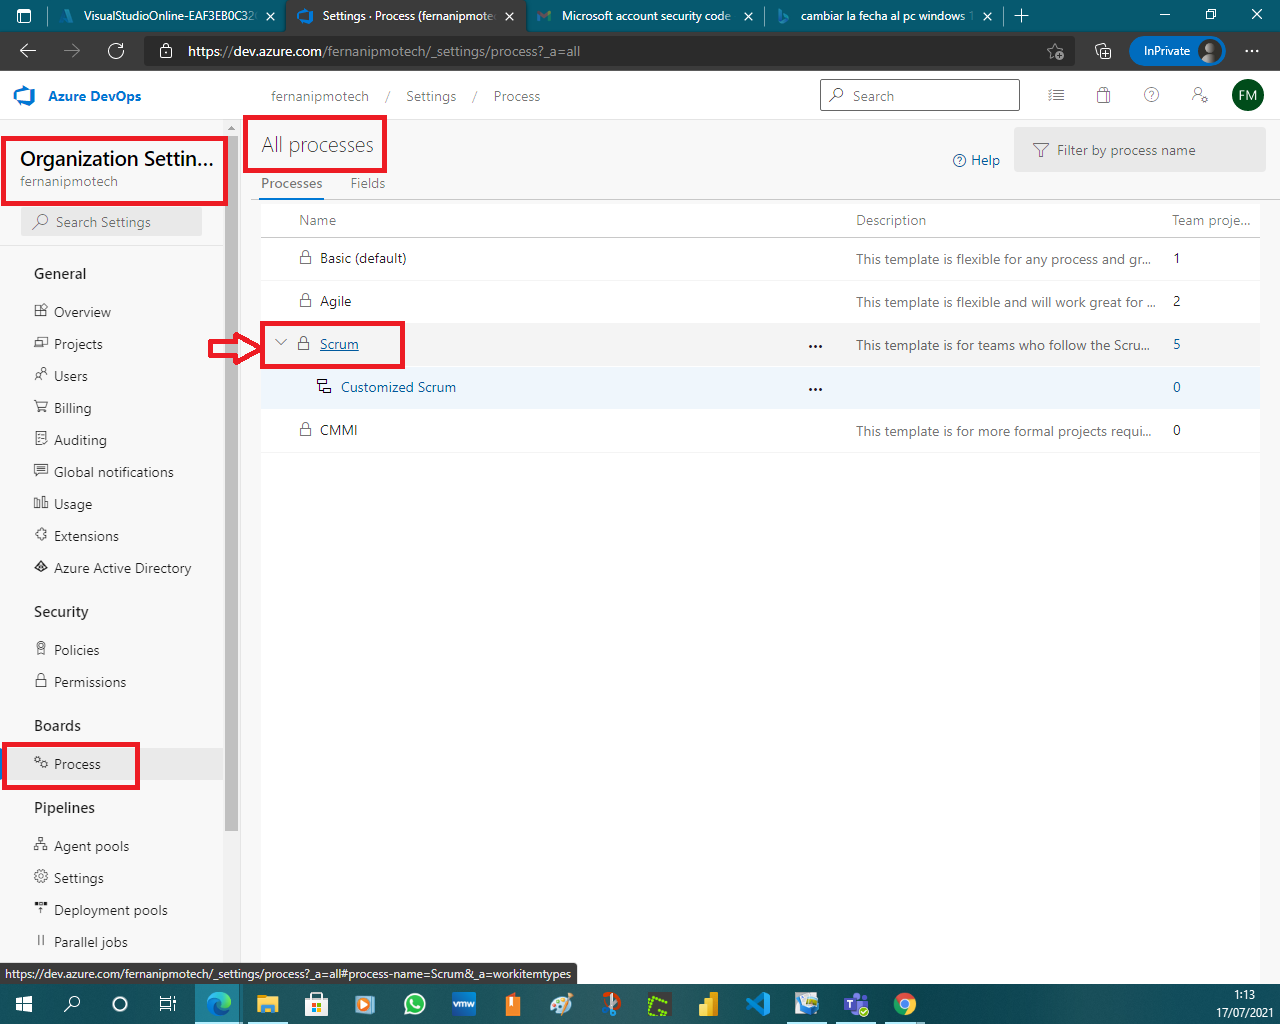 VisualStudioOnline-EAF3EB0C32
Settings · Process (fernanipmotec
Microsoft account security code
cambiar la fecha al pc windows 1
https://dev.azure.com/fernanipmotech/_settings/process?_a=all
InPrivate
Azure DevOps
fernanipmotech / Settings / Process
Search
FM
Organization Settin...
fernanipmotech
Search Settings
General
Overview
Projects
Users
Billing
Auditing
Global notifications
Usage
Extensions
Azure Active Directory
Security
Policies
Permissions
Boards
Process
Pipelines
Agent pools
Settings
Deployment pools
Parallel jobs
All processes
Help
Filter by process name
Processes
Fields
Name Description Team proje...
Basic (default) This template is flexible for any process and gr... 1
Agile This template is flexible and will work great for ... 2
Scrum ... This template is for teams who follow the Scru... 5
Customized Scrum ... 0
CMMI This template is for more formal projects requi... 0
https://dev.azure.com/fernanipmotech/_settings/process?_a=all#process-name=Scrum&_a=workitemtypes
vmw
1:13
17/07/2021